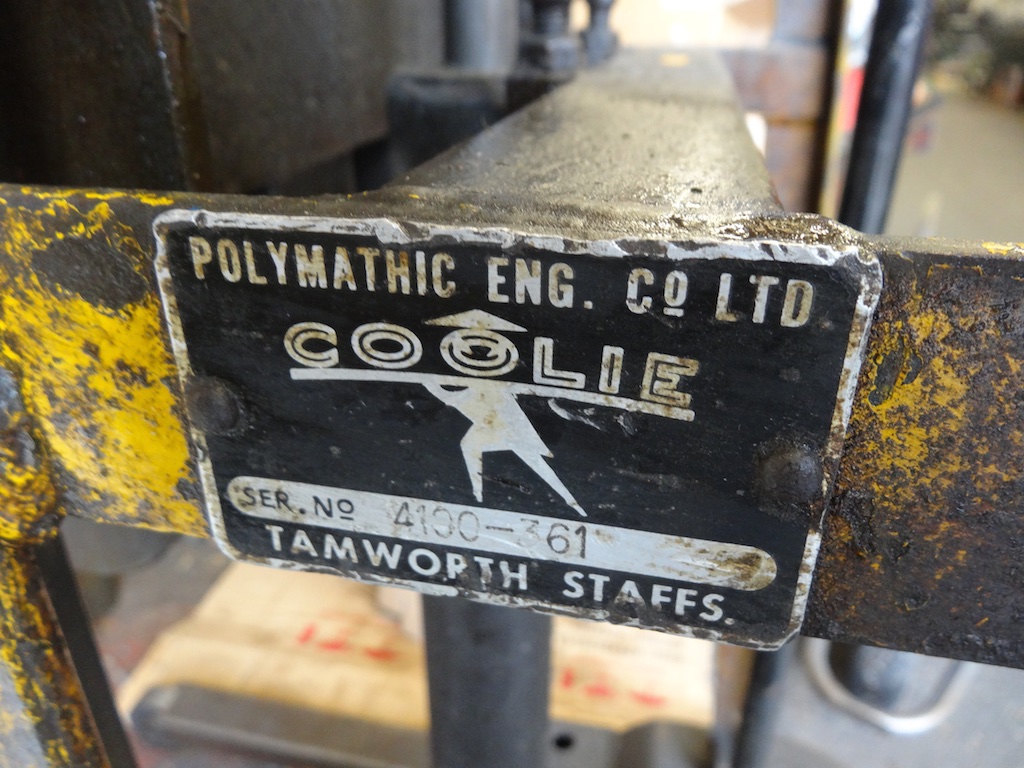 POLYMATHIC ENG. Cº LTD
COOLIE
SER. Nº 4100-361
TAMWORTH STAFFS.